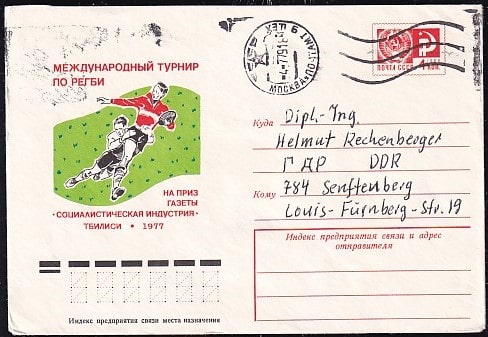 МЕЖДУНАРОДНЫЙ ТУРНИР
ПО РЕГБИ
НА ПРИЗ
ГАЗЕТЫ
·СОЦИАЛИСТИЧЕСКАЯ ИНДУСТРИЯ·
ТБИЛИСИ • 1977
ПОЧТА СССР 4 КОП.
МОСКВА
Куда Dipl-Ing.
Helmut Rechenberger
ГДР DDR
Кому 784 Senftenberg
Louis-Fürnberg-Str. 19
Индекс предприятия связи и адрес
отправителя
Индекс предприятия связи места назначения